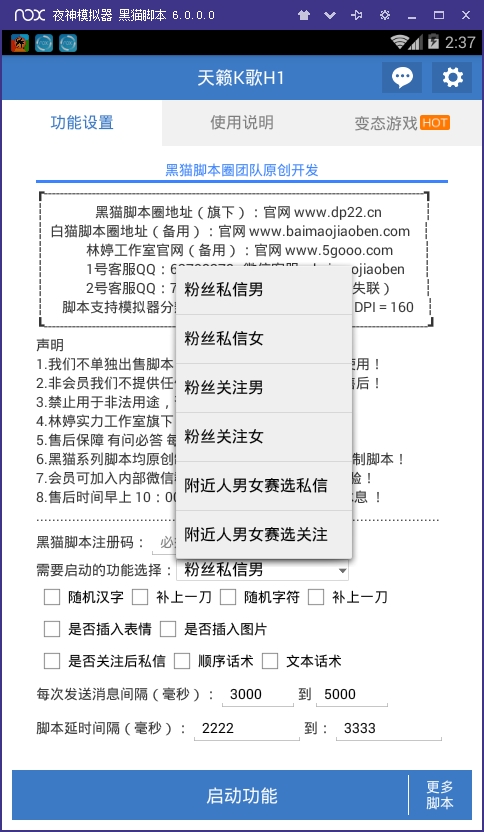 nox 夜神模拟器 黑猫脚本 6.0.0.0
2:37
天籁K歌H1
功能设置
使用说明
变态游戏 HOT
黑猫脚本圈团队原创开发
黑猫脚本圈地址（旗下）：官网 www.dp22.cn
白猫脚本圈地址（备用）：官网 www.baimaojiaoben.com
林婷工作室官网（备用）：官网 www.5gooo.com
1号客服QQ： jiaoben
2号客服QQ：7 失联）
脚本支持模拟器分 DPI = 160
声明
1.我们不单独出售脚本 使用！
2.非会员我们不提供任 售后！
3.禁止用于非法用途，
4.林婷实力工作室旗下
5.售后保障 有问必答 每
6.黑猫系列脚本均原创 制脚本！
7.会员可加入内部微信 验！
8.售后时间早上 10：00 息 ！
粉丝私信男
粉丝私信女
粉丝关注男
粉丝关注女
附近人男女赛选私信
附近人男女赛选关注
黑猫脚本注册码：
需要启动的功能选择： 粉丝私信男
随机汉字 补上一刀 随机字符 补上一刀
是否插入表情 是否插入图片
是否关注后私信 顺序话术 文本话术
每次发送消息间隔（毫秒）： 3000 到 5000
脚本延时间隔（毫秒）： 2222 到： 3333
启动功能
更多
脚本